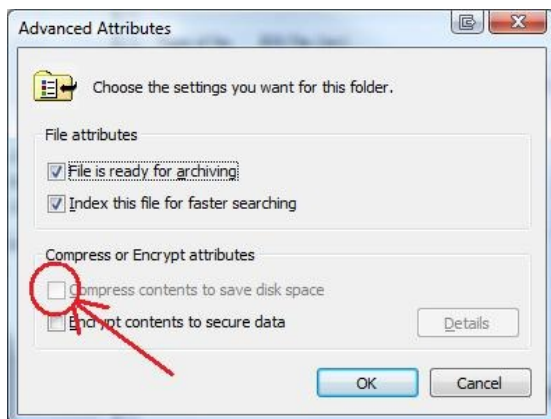 Advanced Attributes
Choose the settings you want for this folder.
File attributes
File is ready for archiving
Index this file for faster searching
Compress or Encrypt attributes
Compress contents to save disk space
Encrypt contents to secure data
Details
OK
Cancel